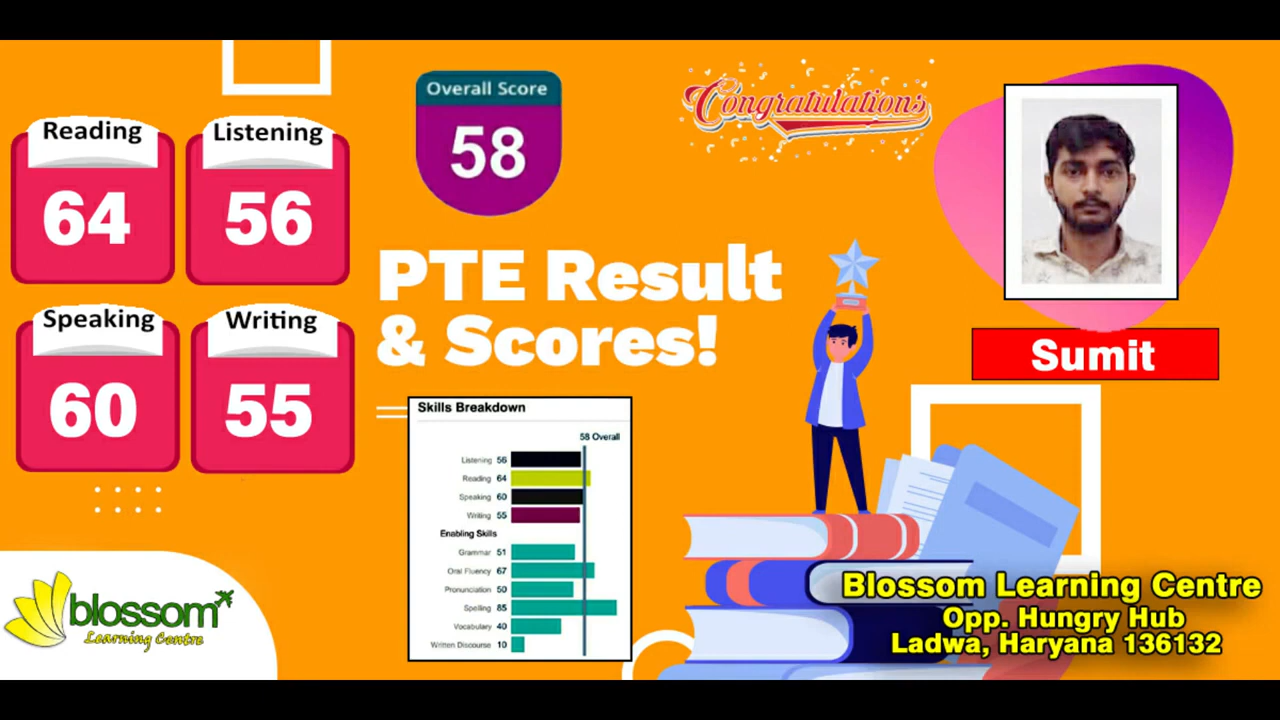 Reading
64
Listening
56
Speaking
60
Writing
55
Overall Score
58
Congratulations
PTE Result
& Scores!
Sumit
Skills Breakdown
58 Overall
Listening 56
Reading 64
Speaking 60
Writing 55
Enabling Skills
Grammar 51
Oral Fluency 67
Pronunciation 50
Spelling 85
Vocabulary 40
Written Discourse 10
blossom
Learning Centre
Blossom Learning Centre
Opp. Hungry Hub
Ladwa, Haryana 136132